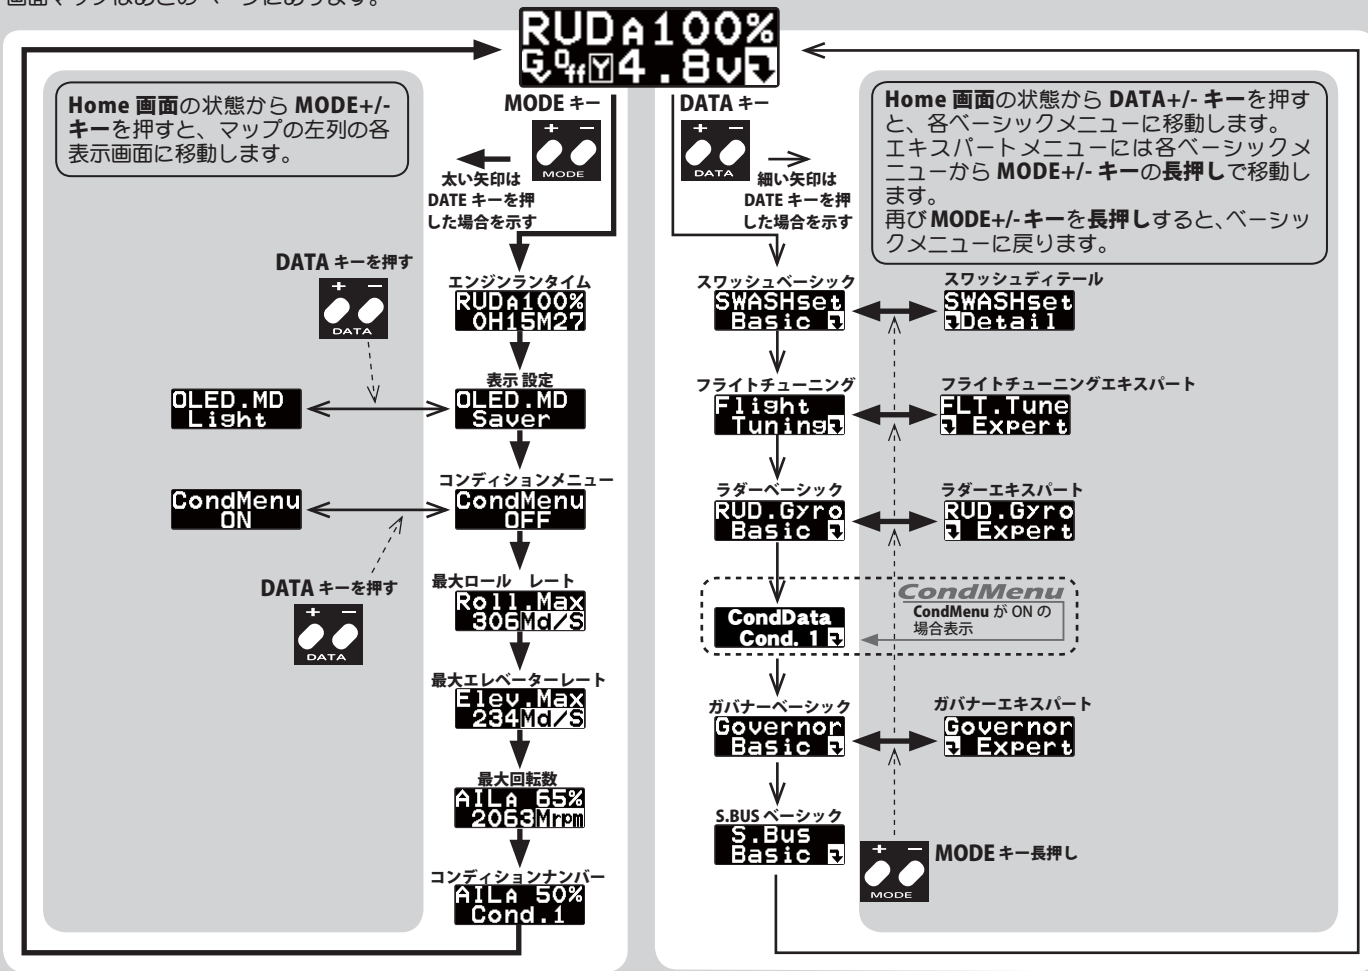 画面マップはあとのページにあります。
RUDA100%
G Off Y 4.8v
Home 画面の状態から MODE+/-
キーを押すと、マップの左列の各
表示画面に移動します。
MODE キー
+ −
MODE
太い矢印は
DATE キーを押
した場合を示す
DATA キー
+ −
DATA
細い矢印は
DATE キーを押
した場合を示す
Home 画面の状態から DATA+/- キーを押す
と、各ベーシックメニューに移動します。
エキスパートメニューには各ベーシックメ
ニューから MODE+/- キーの長押しで移動し
ます。
再び MODE+/- キーを長押しすると、ベーシッ
クメニューに戻ります。
DATA キーを押す
+ −
DATA
エンジンランタイム
RUDA100%
0H15M27
表示 設定
OLED.MD
Saver
OLED.MD
Light
コンディションメニュー
CondMenu
OFF
CondMenu
ON
DATA キーを押す
+ −
DATA
最大ロール レート
Roll.Max
306Md/S
最大エレベーターレート
Elev.Max
234Md/S
最大回転数
AILA 65%
2063Mrpm
コンディションナンバー
AILA 50%
Cond.1
スワッシュベーシック
SWASHset
Basic
スワッシュディテール
SWASHset
Detail
フライトチューニング
Flight
Tuning
フライトチューニングエキスパート
FLT.Tune
Expert
ラダーベーシック
RUD.Gyro
Basic
ラダーエキスパート
RUD.Gyro
Expert
CondMenu
CondMenu が ON の
場合表示
CondData
Cond. 1
ガバナーベーシック
Governor
Basic
ガバナーエキスパート
Governor
Expert
S.BUS ベーシック
S.Bus
Basic
+ −
MODE
MODE キー長押し